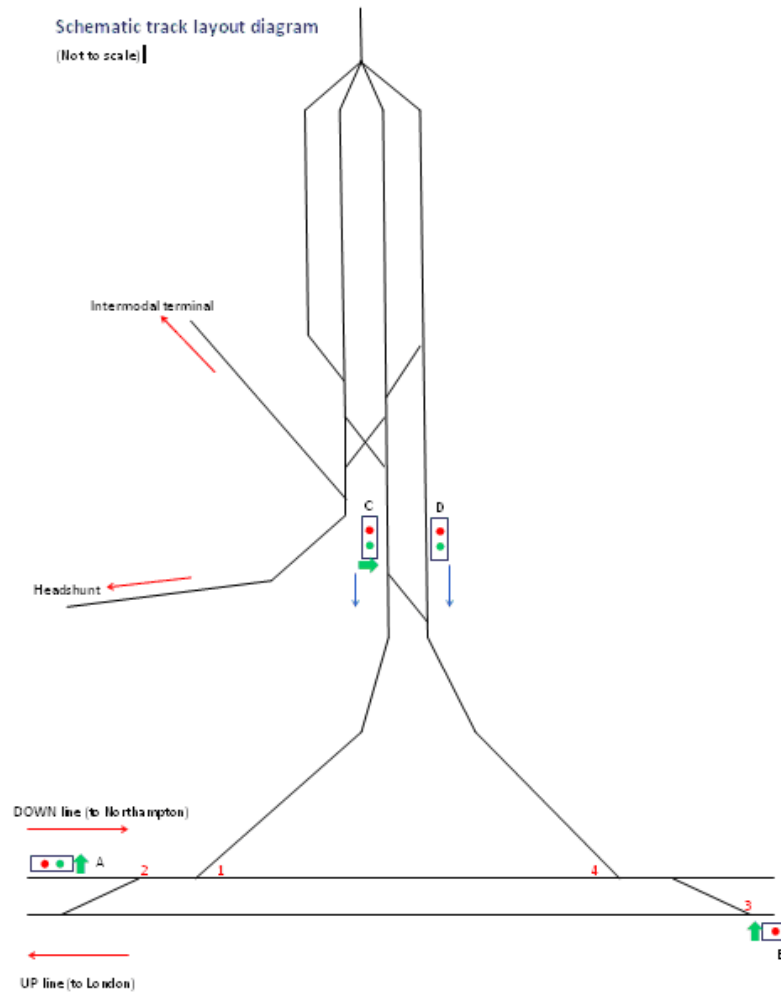 Schematic track layout diagram
(Not to scale)
Intermodal terminal
C
D
Headshunt
DOWN line (to Northampton)
A
2
1
4
3
B
UP line (to London)